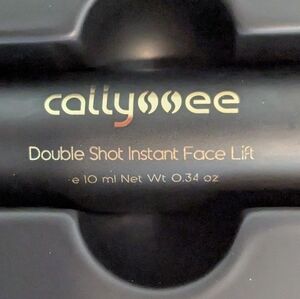 callyssee
Double Shot Instant Face Lift
e 10 ml Net Wt 0.34 oz